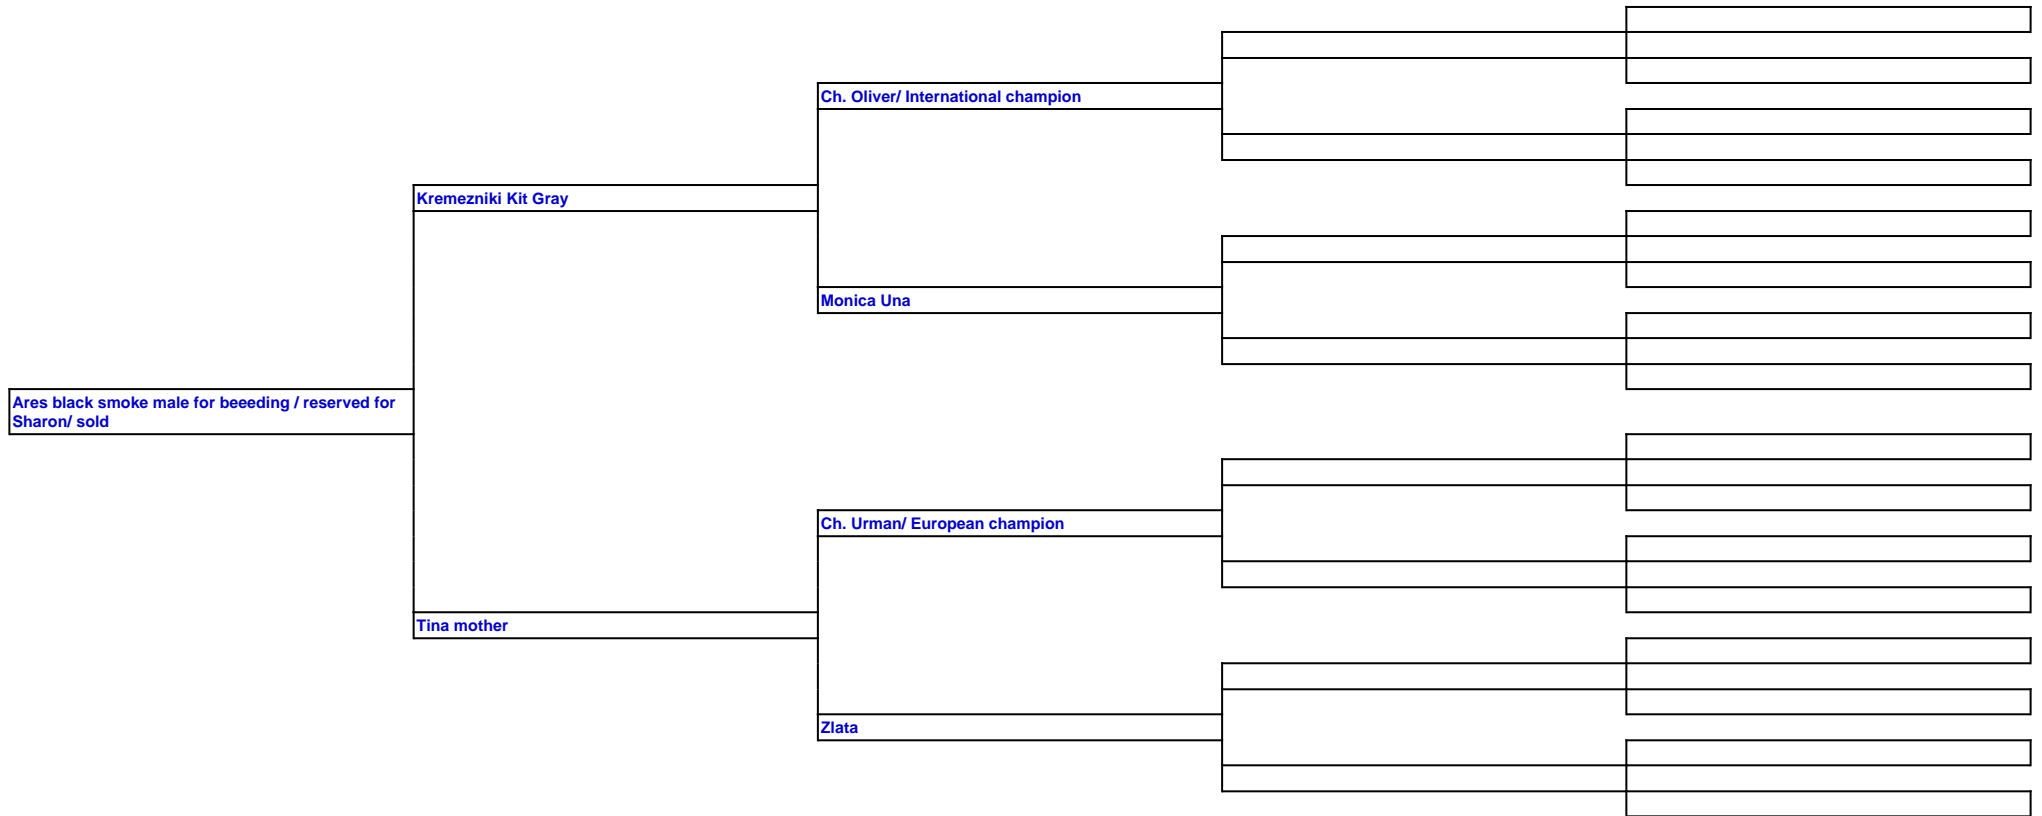 Ch. Oliver/ International champion
Kremezniki Kit Gray
Monica Una
Ares black smoke male for beeeding / reserved for
Sharon/ sold
Ch. Urman/ European champion
Tina mother
Zlata